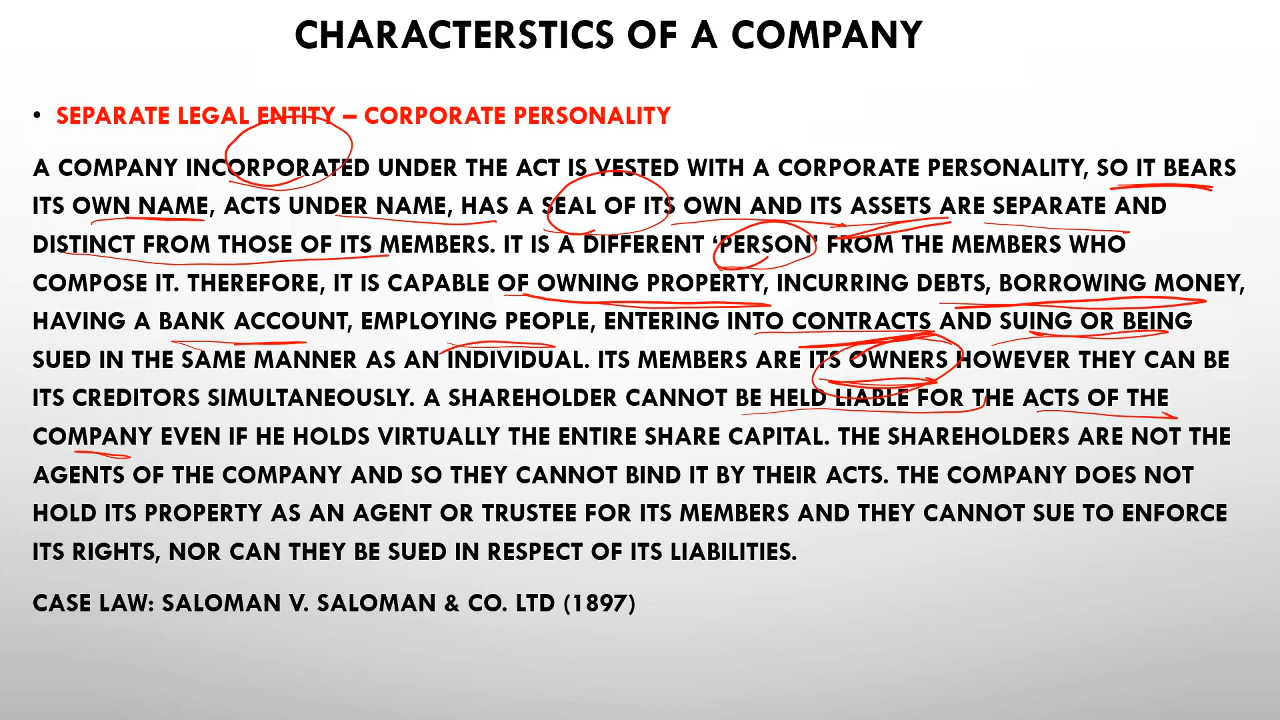 CHARACTERSTICS OF A COMPANY
• SEPARATE LEGAL ENTITY – CORPORATE PERSONALITY
A COMPANY INCORPORATED UNDER THE ACT IS VESTED WITH A CORPORATE PERSONALITY, SO IT BEARS
ITS OWN NAME, ACTS UNDER NAME, HAS A SEAL OF ITS OWN AND ITS ASSETS ARE SEPARATE AND
DISTINCT FROM THOSE OF ITS MEMBERS. IT IS A DIFFERENT ‘PERSON’ FROM THE MEMBERS WHO
COMPOSE IT. THEREFORE, IT IS CAPABLE OF OWNING PROPERTY, INCURRING DEBTS, BORROWING MONEY,
HAVING A BANK ACCOUNT, EMPLOYING PEOPLE, ENTERING INTO CONTRACTS AND SUING OR BEING
SUED IN THE SAME MANNER AS AN INDIVIDUAL. ITS MEMBERS ARE ITS OWNERS HOWEVER THEY CAN BE
ITS CREDITORS SIMULTANEOUSLY. A SHAREHOLDER CANNOT BE HELD LIABLE FOR THE ACTS OF THE
COMPANY EVEN IF HE HOLDS VIRTUALLY THE ENTIRE SHARE CAPITAL. THE SHAREHOLDERS ARE NOT THE
AGENTS OF THE COMPANY AND SO THEY CANNOT BIND IT BY THEIR ACTS. THE COMPANY DOES NOT
HOLD ITS PROPERTY AS AN AGENT OR TRUSTEE FOR ITS MEMBERS AND THEY CANNOT SUE TO ENFORCE
ITS RIGHTS, NOR CAN THEY BE SUED IN RESPECT OF ITS LIABILITIES.
CASE LAW: SALOMAN V. SALOMAN & CO. LTD (1897)